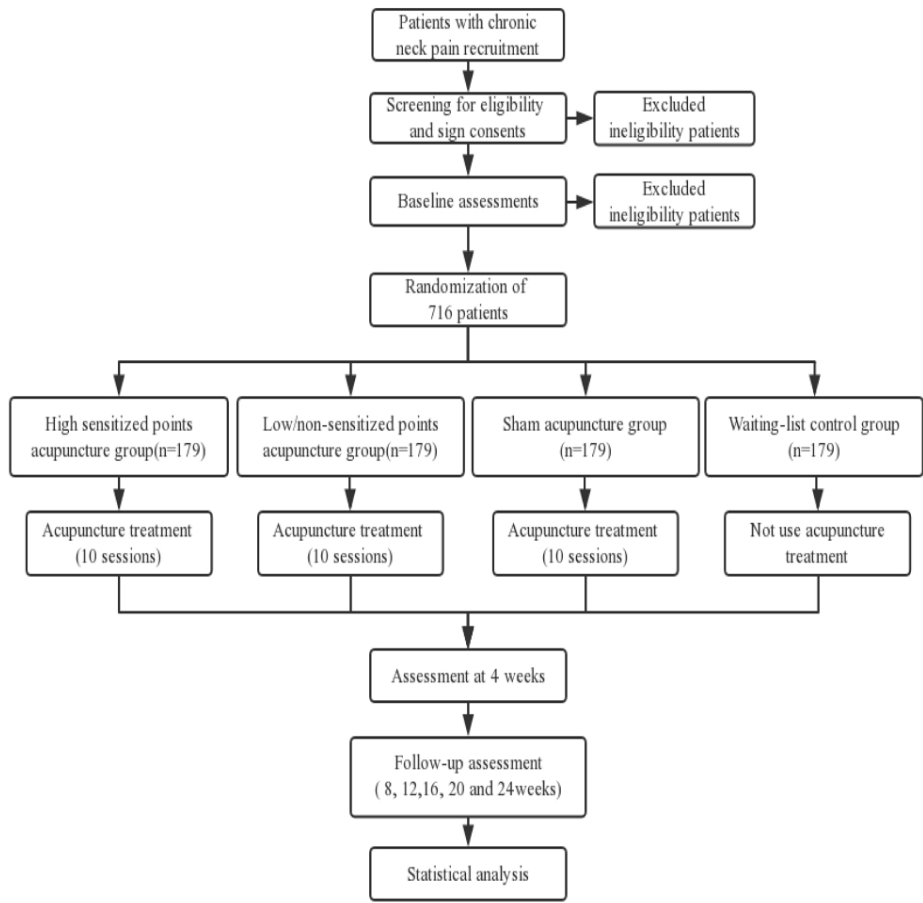 Patients with chronic
neck pain recruitment
Screening for eligibility
and sign consents
Excluded
ineligibility patients
Baseline assessments
Excluded
ineligibility patients
Randomization of
716 patients
High sensitized points
acupuncture group(n=179)
Low/non-sensitized points
acupuncture group(n=179)
Sham acupuncture group
(n=179)
Waiting-list control group
(n=179)
Acupuncture treatment
(10 sessions)
Acupuncture treatment
(10 sessions)
Acupuncture treatment
(10 sessions)
Not use acupuncture
treatment
Assessment at 4 weeks
Follow-up assessment
( 8, 12,16, 20 and 24weeks)
Statistical analysis